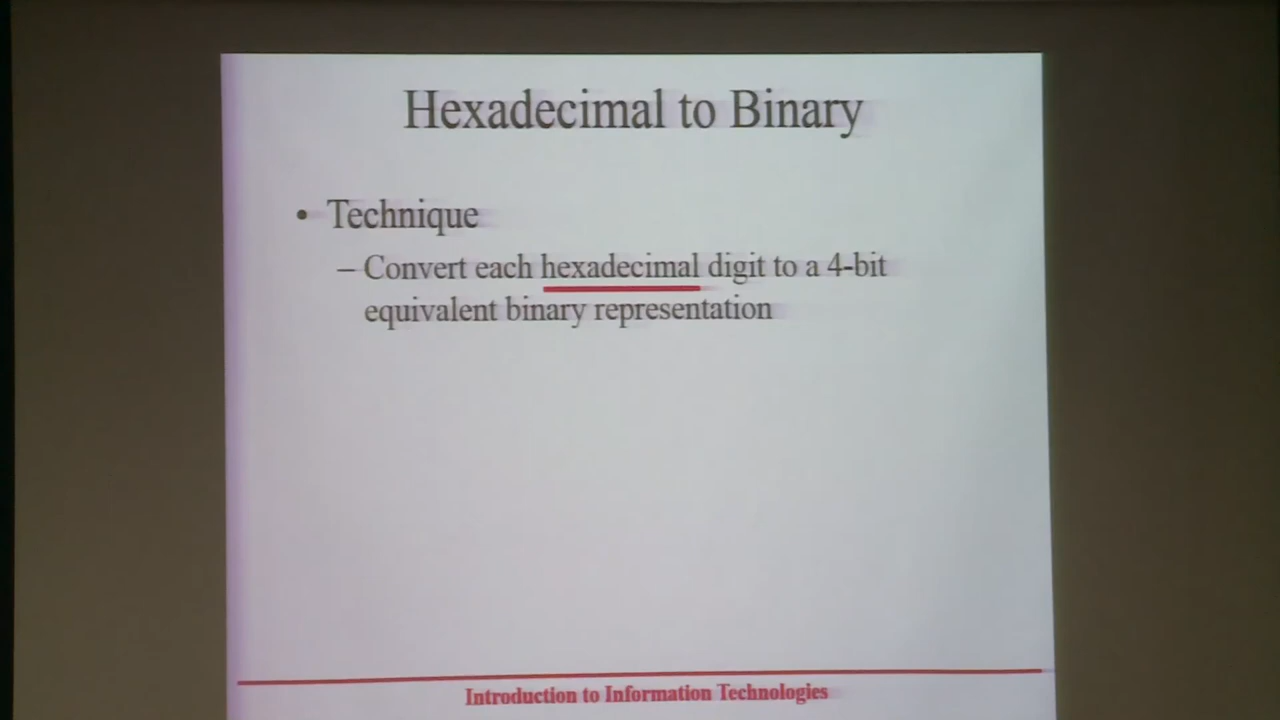 Hexadecimal to Binary
• Technique
– Convert each hexadecimal digit to a 4-bit
equivalent binary representation
Introduction to Information Technologies